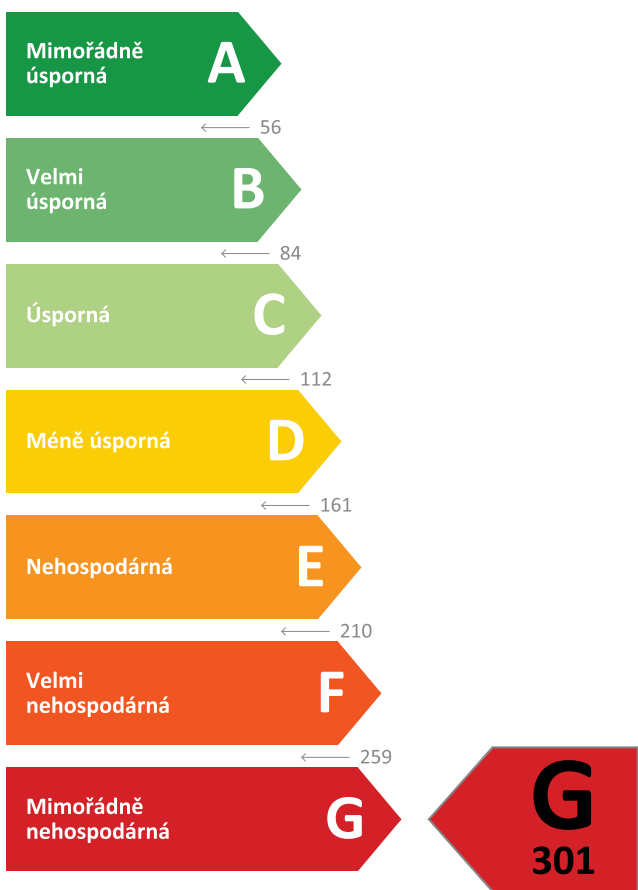 Mimořádně
úsporná
A
56
Velmi
úsporná
B
84
Úsporná
C
112
Méně úsporná
D
161
Nehospodárná
E
210
Velmi
nehospodárná
F
259
Mimořádně
nehospodárná
G
G
301